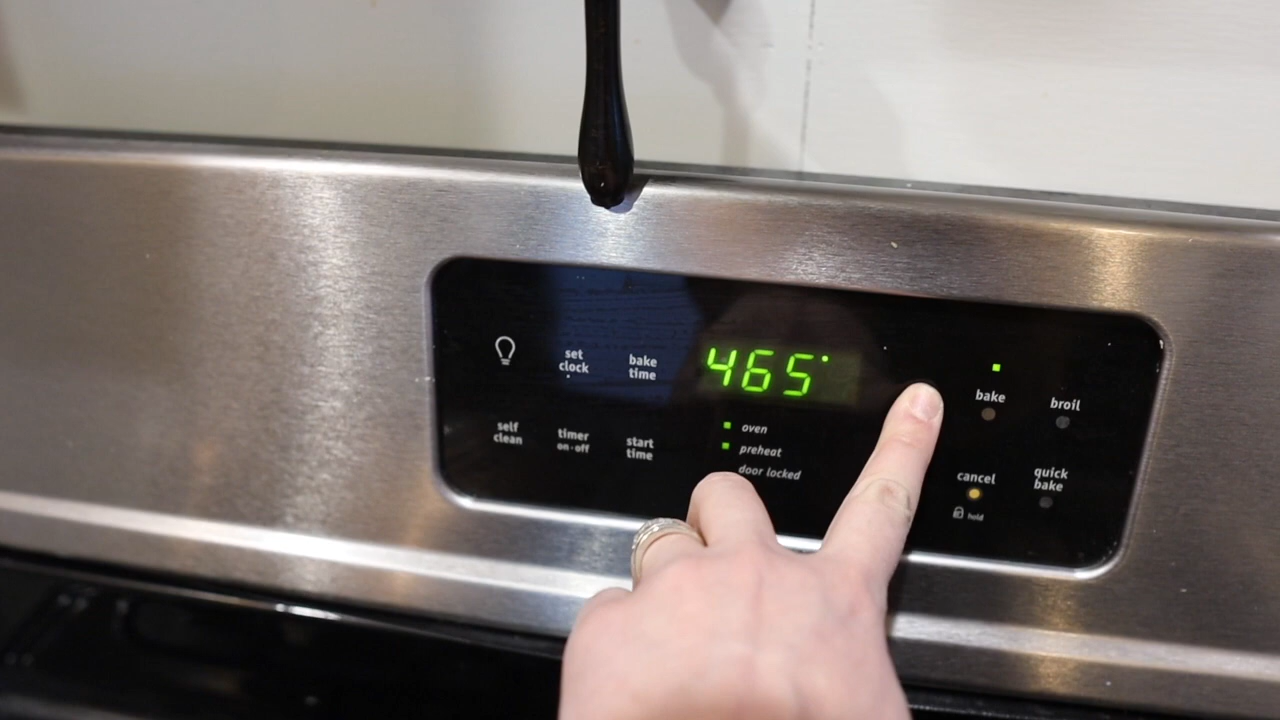 set
clock
bake
time
465°
bake
broil
self
clean
timer
on·off
start
time
oven
preheat
door locked
cancel
hold
quick
bake